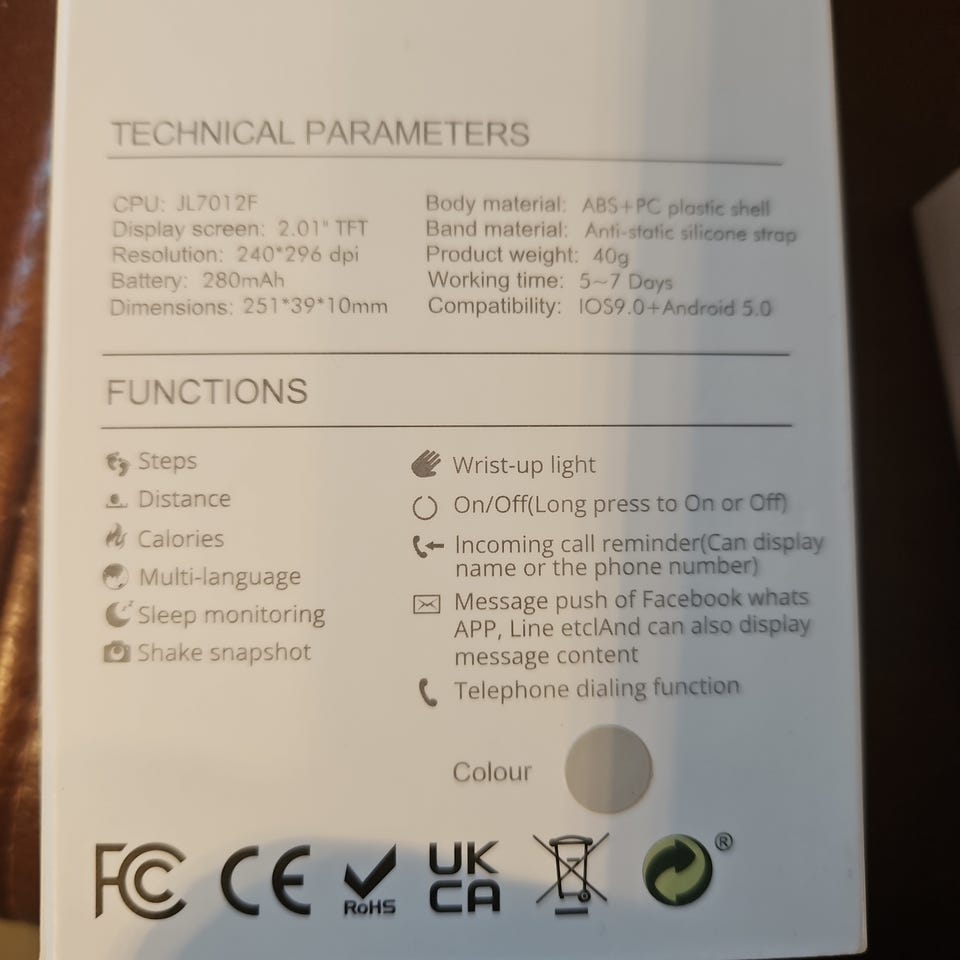 TECHNICAL PARAMETERS
CPU: JL7012F
Display screen: 2.01" TFT
Resolution: 240*296 dpi
Battery: 280mAh
Dimensions: 251*39*10mm
Body material: ABS+PC plastic shell
Band material: Anti-static silicone strap
Product weight: 40g
Working time: 5~7 Days
Compatibility: IOS9.0+Android 5.0
FUNCTIONS
Steps
Distance
Calories
Multi-language
Sleep monitoring
Shake snapshot
Wrist-up light
On/Off(Long press to On or Off)
Incoming call reminder(Can display
name or the phone number)
Message push of Facebook whats
APP, Line etclAnd can also display
message content
Telephone dialing function
Colour
FC CE RoHS UK CA ®